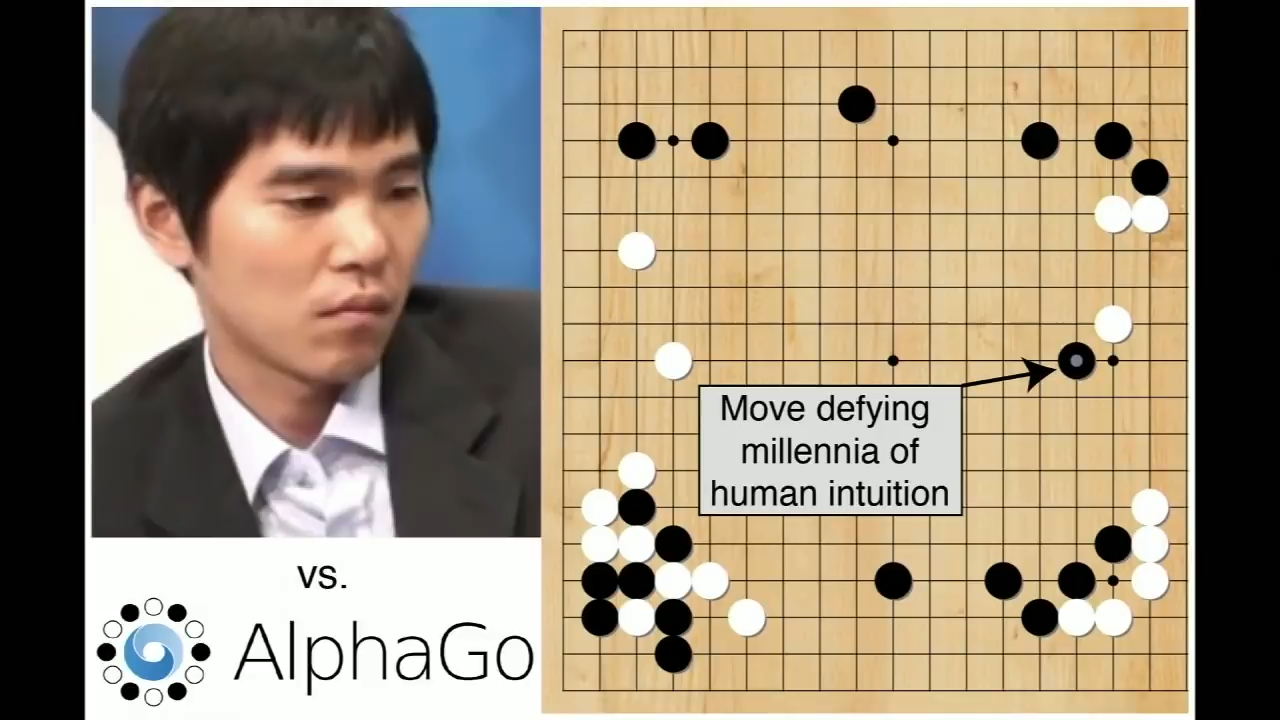 vs.
AlphaGo
Move defying
millennia of
human intuition